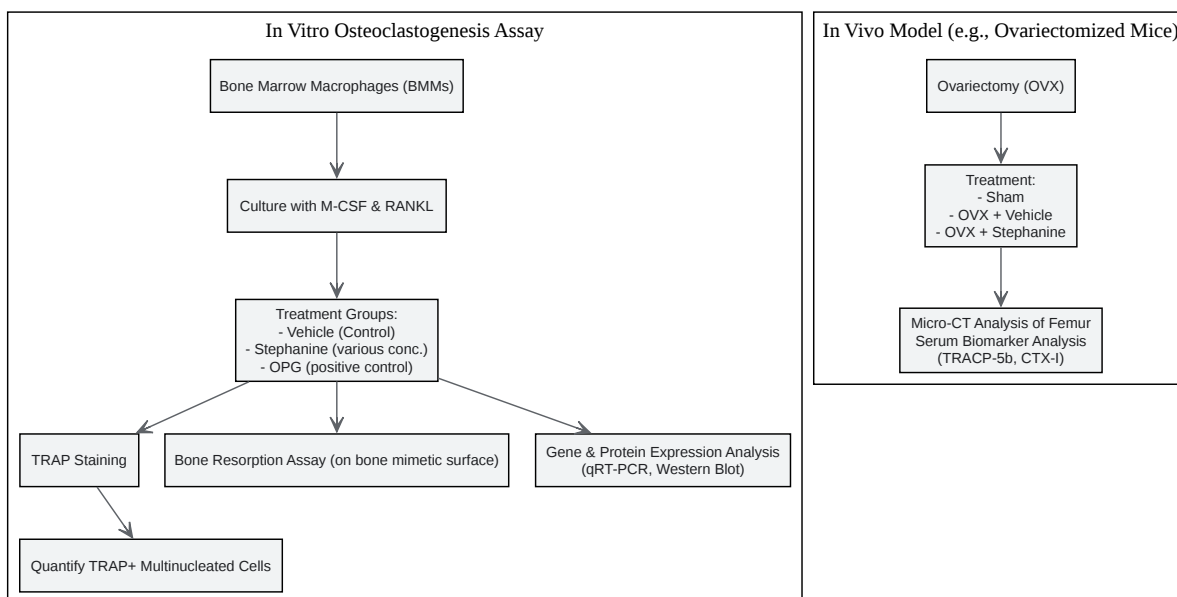 In Vitro Osteoclastogenesis Assay
Bone Marrow Macrophages (BMMs)
Culture with M-CSF & RANKL
Treatment Groups:
- Vehicle (Control)
- Stephanine (various conc.)
- OPG (positive control)
TRAP Staining
Bone Resorption Assay (on bone mimetic surface)
Gene & Protein Expression Analysis
(qRT-PCR, Western Blot)
Quantify TRAP+ Multinucleated Cells
In Vivo Model (e.g., Ovariectomized Mice)
Ovariectomy (OVX)
Treatment:
- Sham
- OVX + Vehicle
- OVX + Stephanine
Micro-CT Analysis of Femur
Serum Biomarker Analysis
(TRACP-5b, CTX-I)